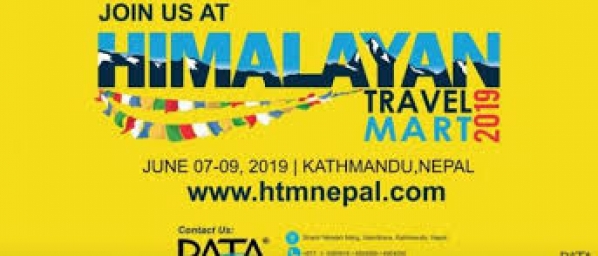 JOIN US AT
HIMALAYAN
TRAVEL
MART 2019
JUNE 07-09, 2019 | KATHMANDU,NEPAL
www.htmnepal.com
Contact Us:
PATA